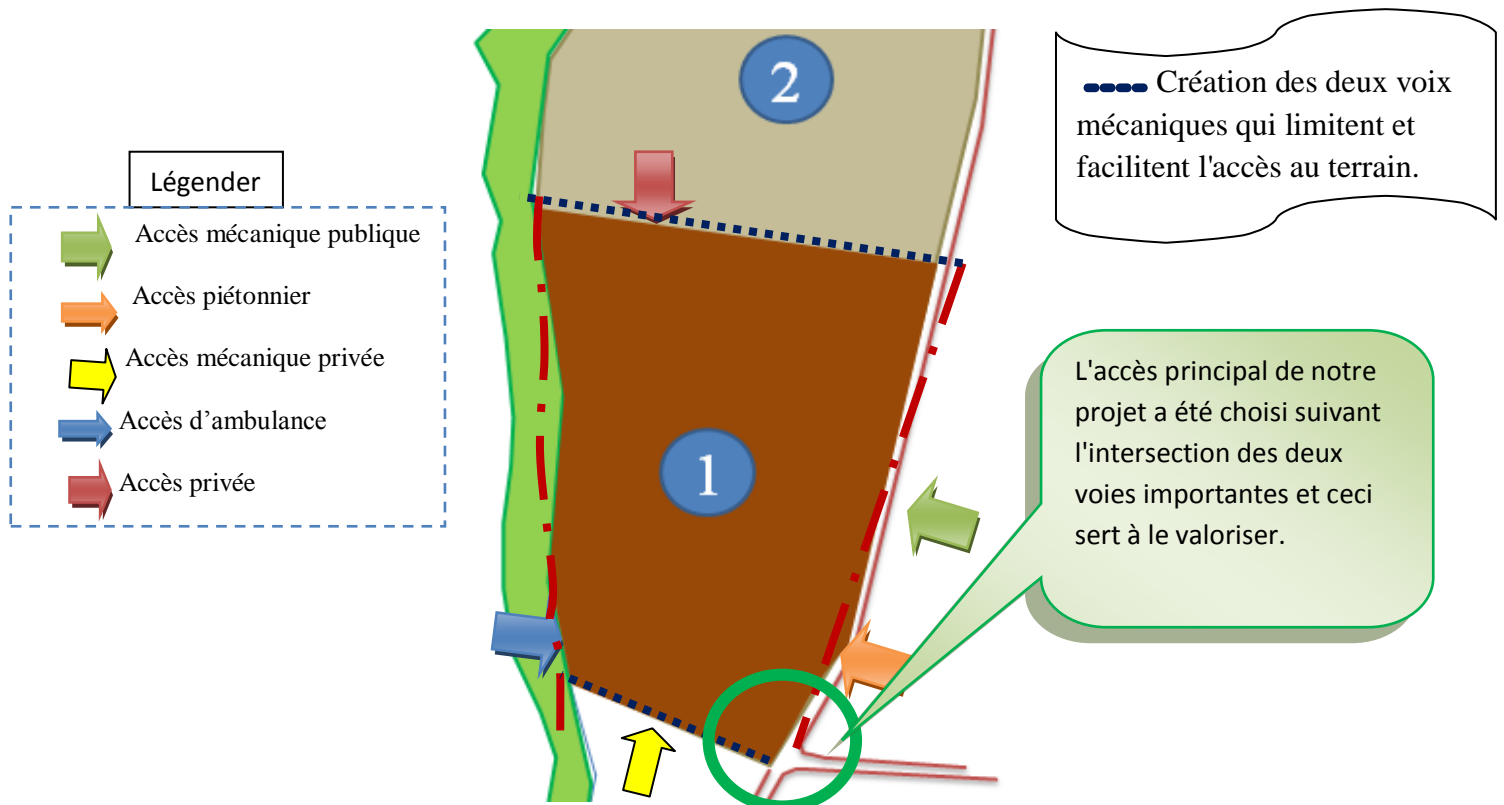 Légender
Accès mécanique publique
Accès piétonnier
Accès mécanique privée
Accès d’ambulance
Accès privée
2
1
Création des deux voix
mécaniques qui limitent et
facilitent l'accès au terrain.
L'accès principal de notre
projet a été choisi suivant
l'intersection des deux
voies importantes et ceci
sert à le valoriser.